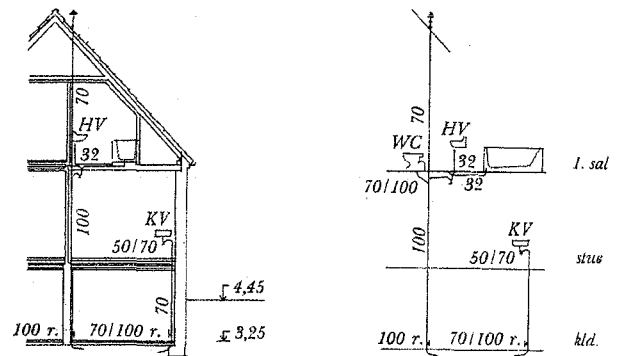 70
HV
32
100
KV
50/70
70
4,45
3,25
100 r.
70/100 r.
70
WC
HV
32
32
1. sal
70/100
100
KV
50/70
stue
100 r.
70/100 r.
kld.